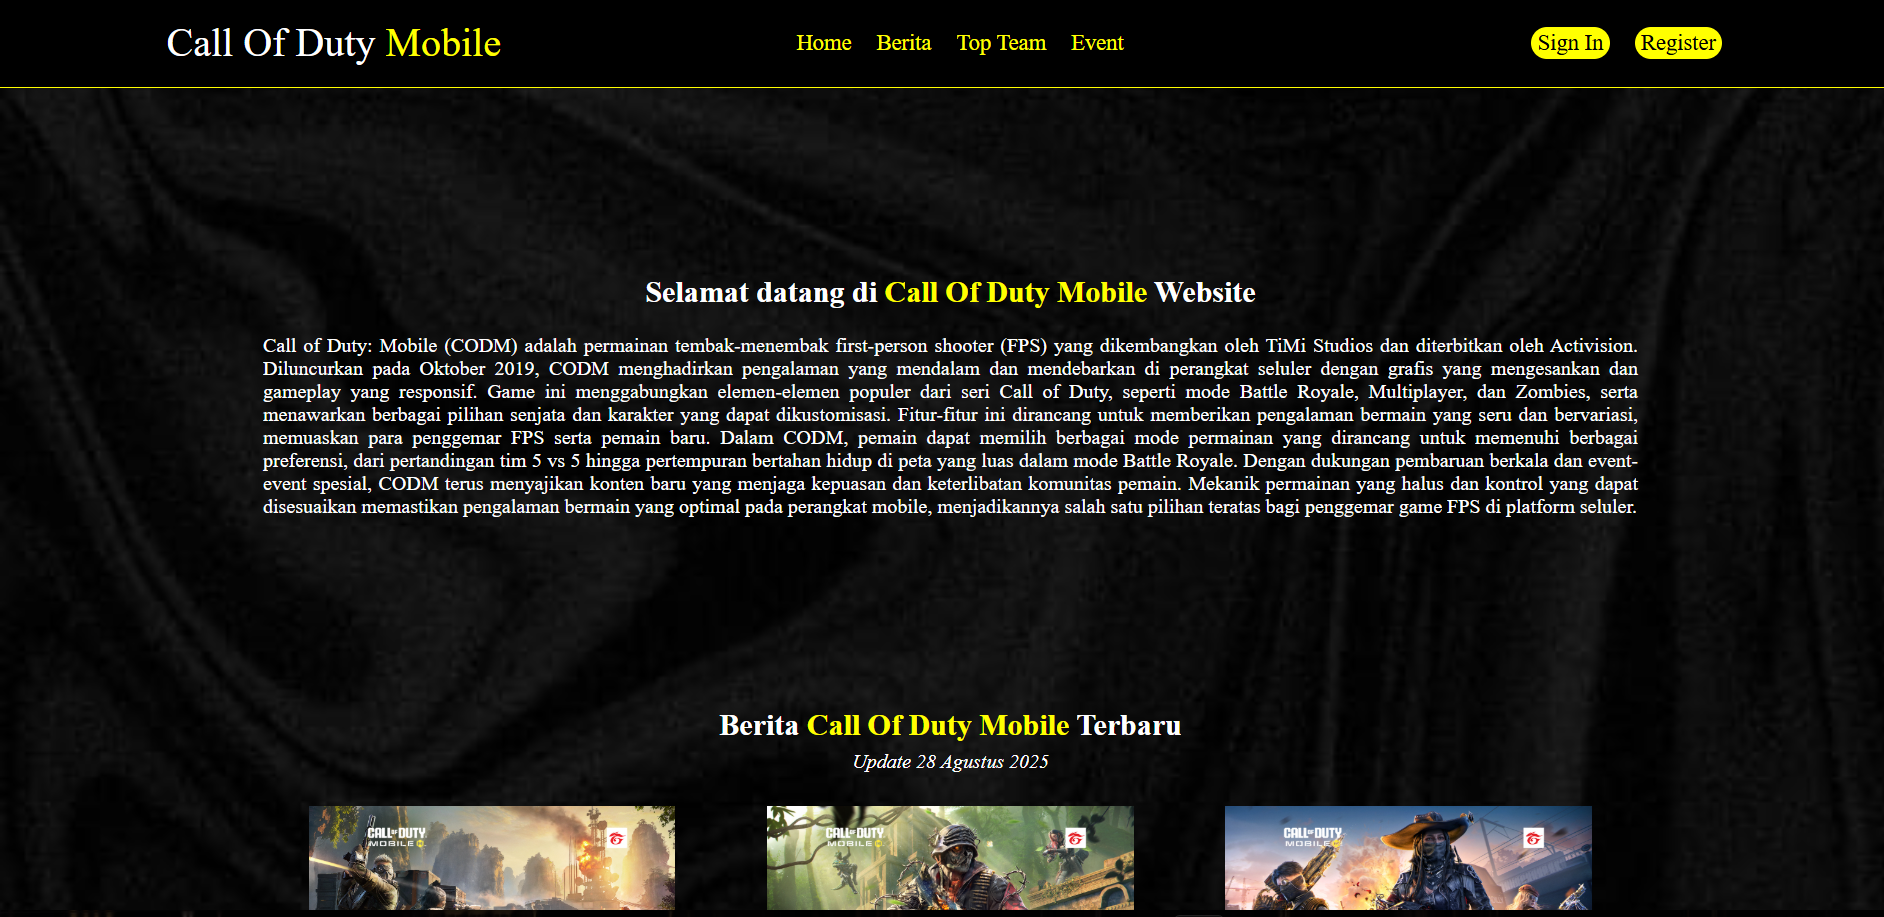 Call Of Duty Mobile
Home Berita Top Team Event
Sign In Register
Selamat datang di Call Of Duty Mobile Website
Call of Duty: Mobile (CODM) adalah permainan tembak-menembak first-person shooter (FPS) yang dikembangkan oleh TiMi Studios dan diterbitkan oleh Activision.
Diluncurkan pada Oktober 2019, CODM menghadirkan pengalaman yang mendalam dan mendebarkan di perangkat seluler dengan grafis yang mengesankan dan
gameplay yang responsif. Game ini menggabungkan elemen-elemen populer dari seri Call of Duty, seperti mode Battle Royale, Multiplayer, dan Zombies, serta
menawarkan berbagai pilihan senjata dan karakter yang dapat dikustomisasi. Fitur-fitur ini dirancang untuk memberikan pengalaman bermain yang seru dan bervariasi,
memuaskan para penggemar FPS serta pemain baru. Dalam CODM, pemain dapat memilih berbagai mode permainan yang dirancang untuk memenuhi berbagai
preferensi, dari pertandingan tim 5 vs 5 hingga pertempuran bertahan hidup di peta yang luas dalam mode Battle Royale. Dengan dukungan pembaruan berkala dan event-
event spesial, CODM terus menyajikan konten baru yang menjaga kepuasan dan keterlibatan komunitas pemain. Mekanik permainan yang halus dan kontrol yang dapat
disesuaikan memastikan pengalaman bermain yang optimal pada perangkat mobile, menjadikannya salah satu pilihan teratas bagi penggemar game FPS di platform seluler.
Berita Call Of Duty Mobile Terbaru
Update 28 Agustus 2025
CALL OF DUTY
MOBILE
CALL OF DUTY
MOBILE
CALL OF DUTY
MOBILE